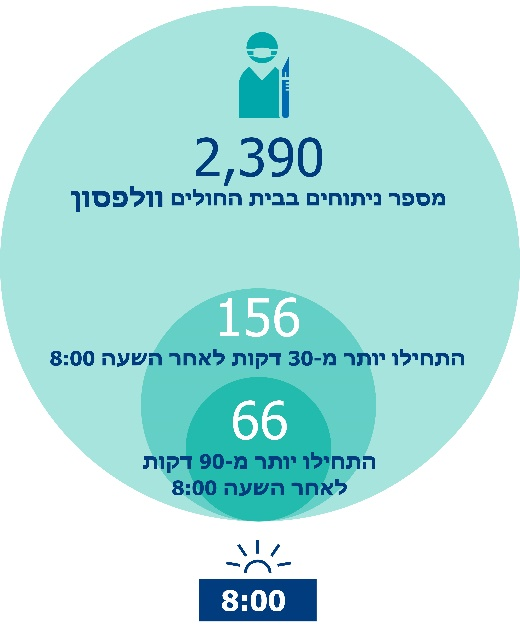 2,390
מספר ניתוחים בבית החולים וולפסון
156
התחילו יותר מ-30 דקות לאחר השעה 8:00
66
התחילו יותר מ-90 דקות
לאחר השעה 8:00
8:00